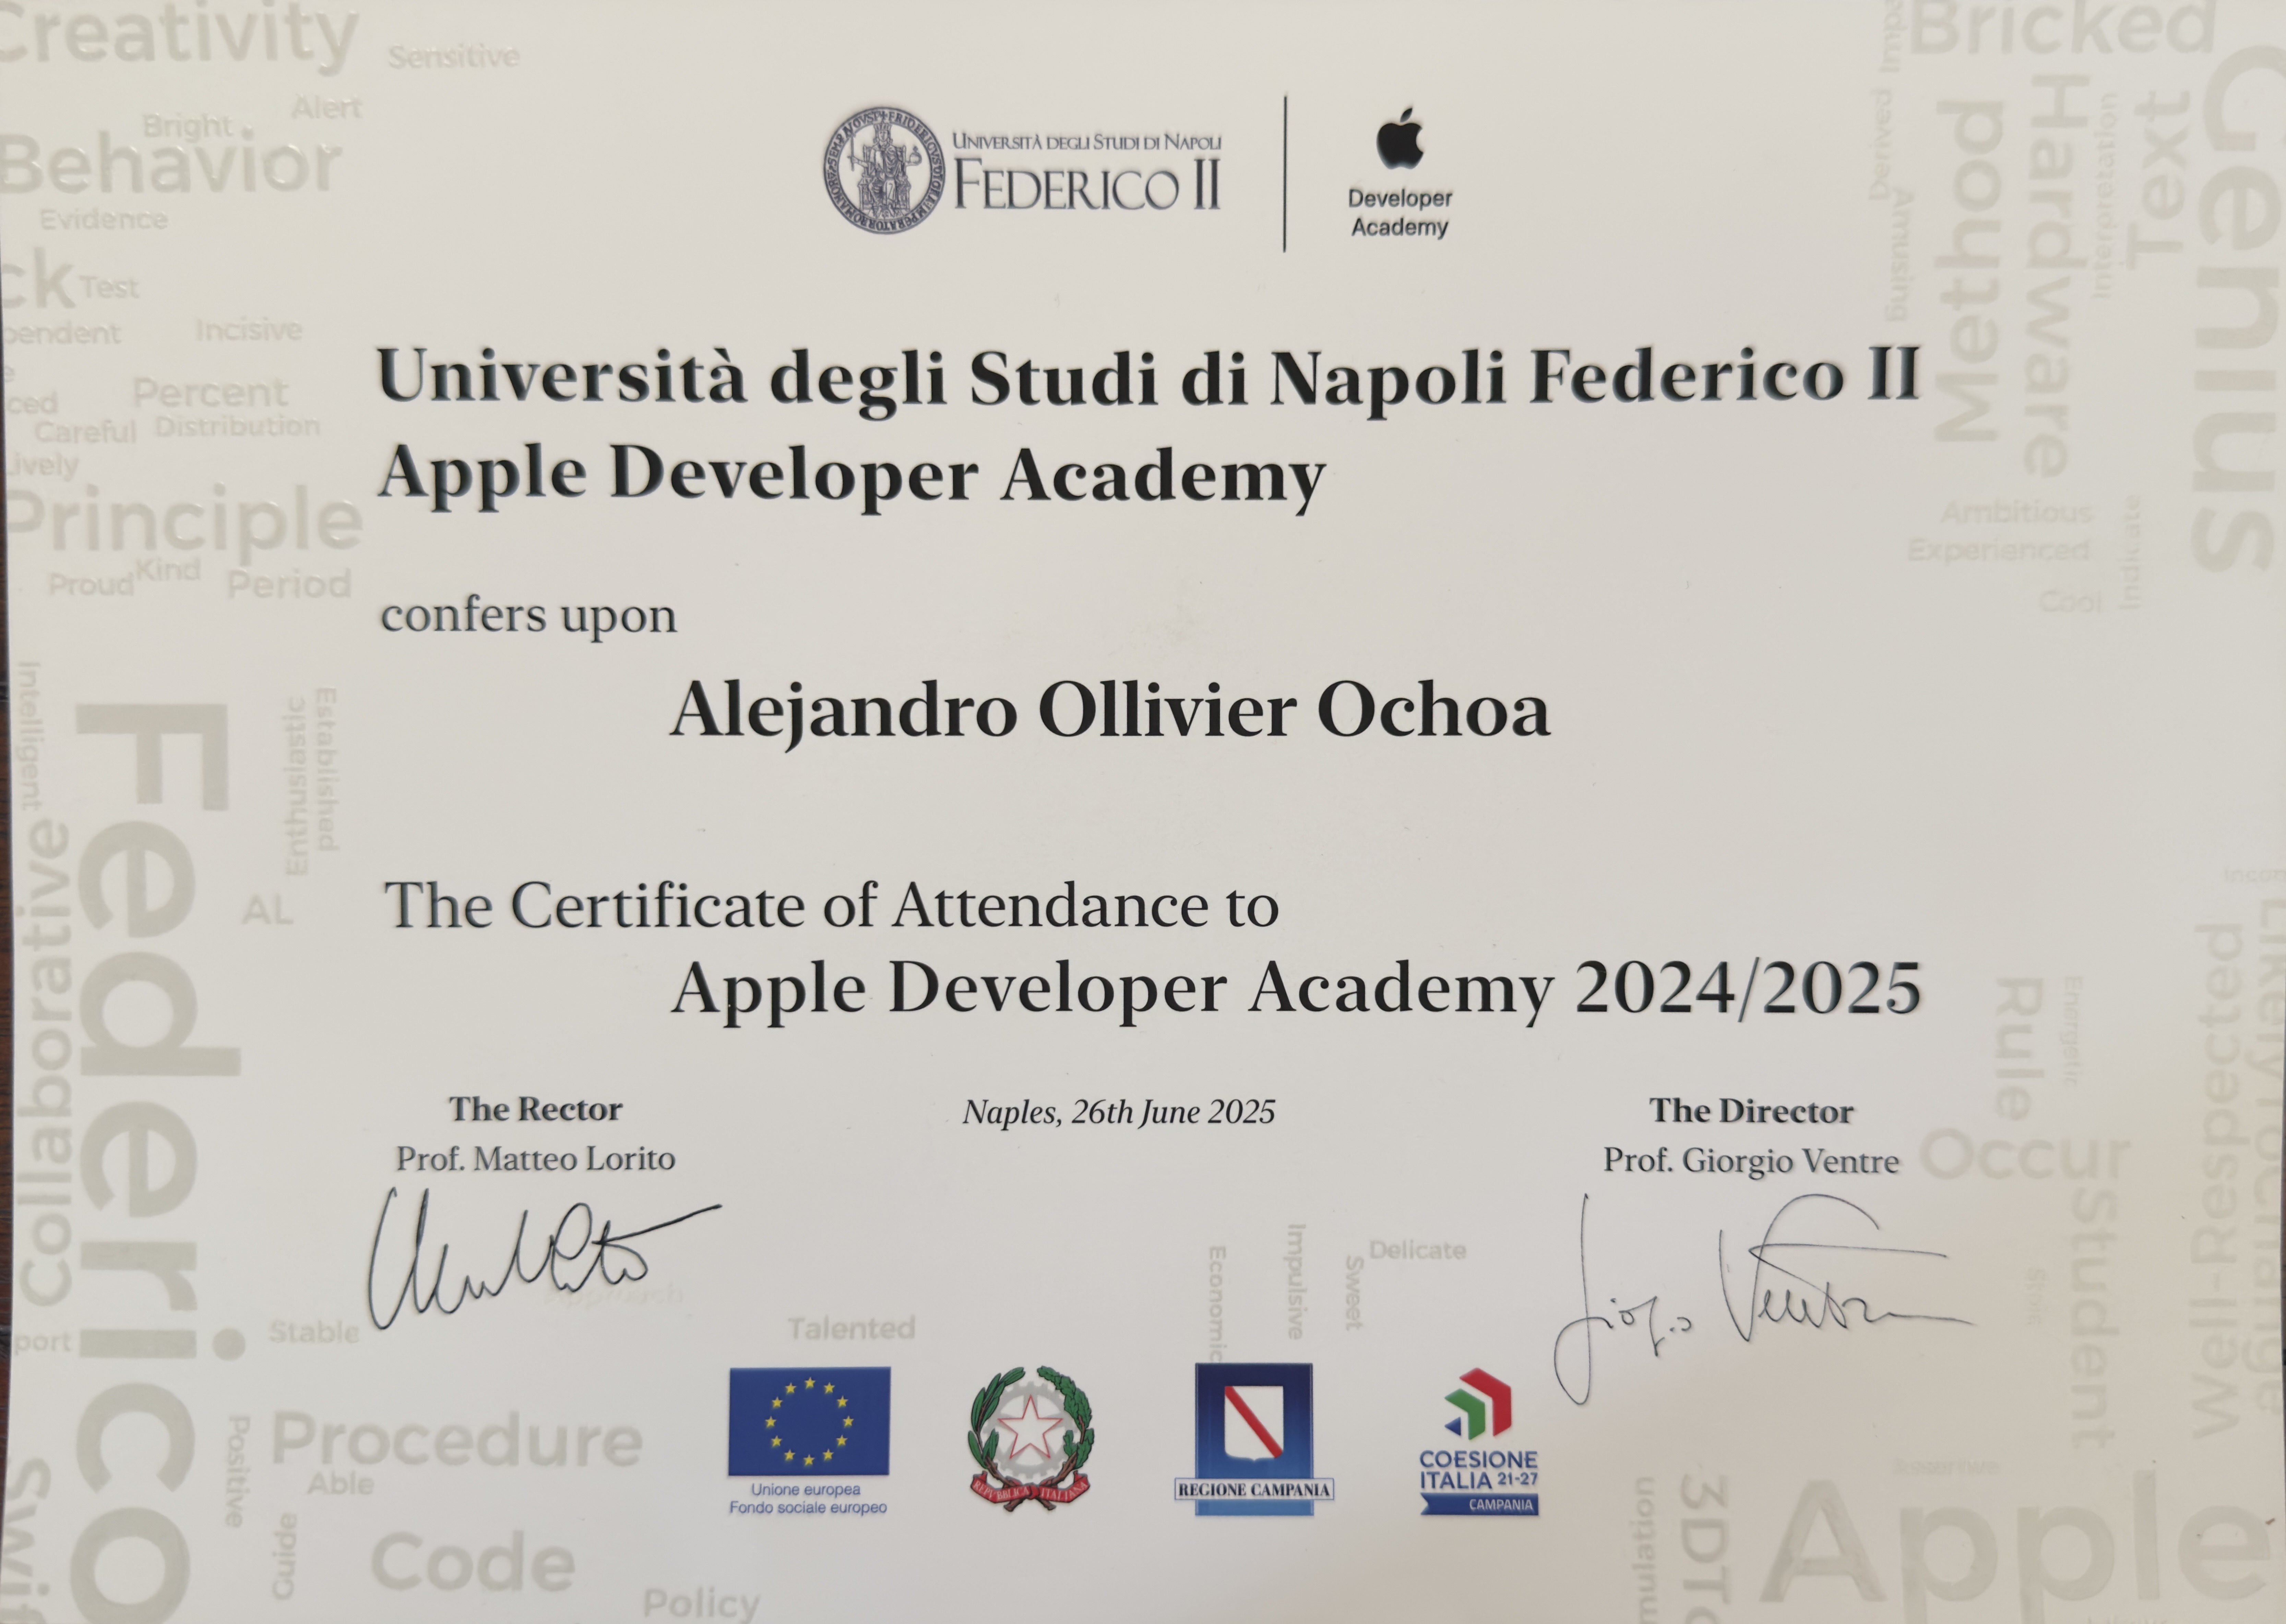 Creativity
Sensitive
Alert
Bright
Behavior
Evidence
Test
Incisive
Percent
Careful Distribution
Principle
Proud Kind Period
Intelligent
Enthusiastic
Established
Collaborative
Federico
AL
Stable
Positive
Procedure
Able
Guide
Code
Policy
UNIVERSITÀ DEGLI STUDI DI NAPOLI
FEDERICO II
Developer
Academy
Università degli Studi di Napoli Federico II
Apple Developer Academy
confers upon
Alejandro Ollivier Ochoa
The Certificate of Attendance to
Apple Developer Academy 2024/2025
The Rector
Prof. Matteo Lorito
Naples, 26th June 2025
The Director
Prof. Giorgio Ventre
Giorgio Ventre
Talented
Economic
Impulsive
Sweet
Delicate
Unione europea
Fondo sociale europeo
REPVBBLICA ITALIANA
REGIONE CAMPANIA
COESIONE
ITALIA 21-27
CAMPANIA
Bricked
Derived
Amusing
Method
Hardware
Interpretation
Text
Genius
Ambitious
Experienced
Indicate
Cool
Rule
Energetic
Occur
Student
Well-Respected
Apple